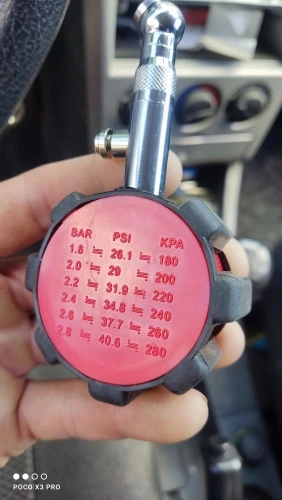 BAR PSI KPA
1.8 ≒ 26.1 ≒ 180
2.0 ≒ 29 ≒ 200
2.2 ≒ 31.9 ≒ 220
2.4 ≒ 34.8 ≒ 240
2.6 ≒ 37.7 ≒ 260
2.8 ≒ 40.6 ≒ 280
POCO X3 PRO